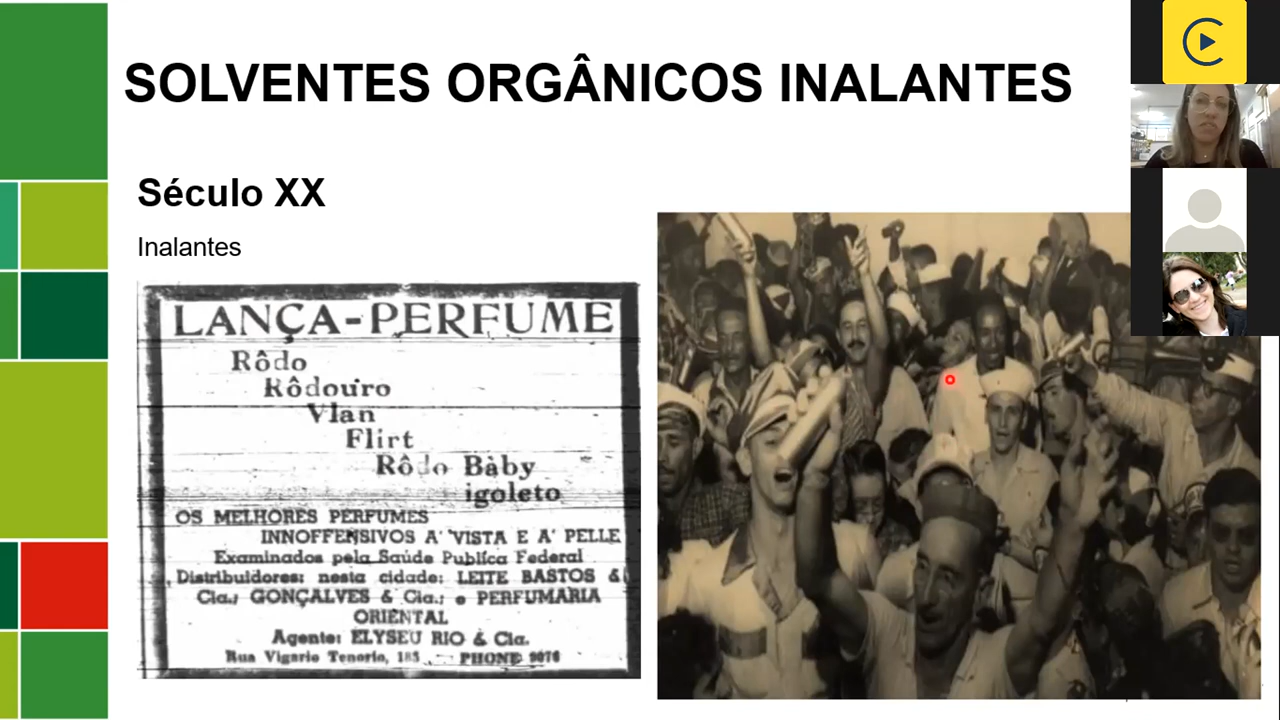 SOLVENTES ORGÂNICOS INALANTES
Século XX
Inalantes
LANÇA-PERFUME
Rôdo
Rôdouro
Vlan
Flirt
Rôdo Bàby
igoleto
OS MELHORES PERFUMES
INNOFFENSIVOS A' VISTA E A' PELLE
Examinados pela Saúde Publica Federal
Distribuidores: nesta cidade: LEITE BASTOS &
Cia.; GONÇALVES & Cia.; e PERFUMARIA
ORIENTAL
Agente: ELYSEU RIO & Cia.
Rua Vigario Tenorio, 185 PHONE 9076